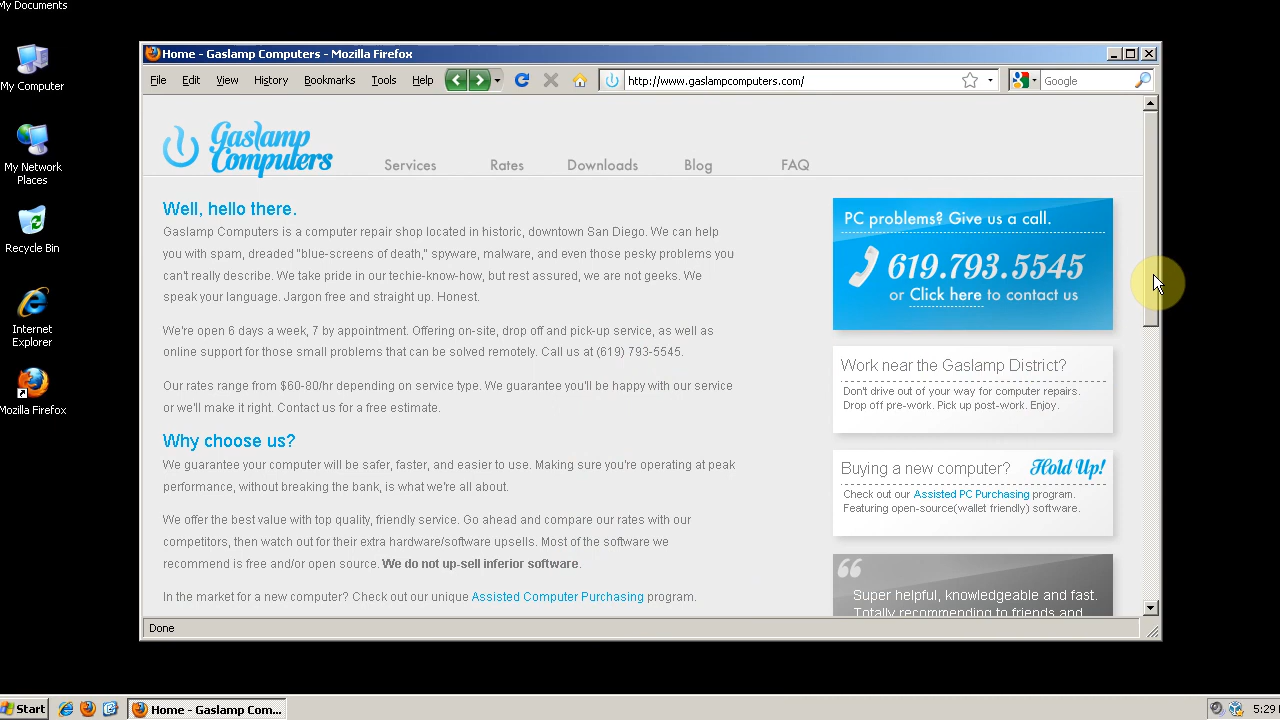 My Documents
My Computer
My Network
Places
Recycle Bin
Internet
Explorer
Mozilla Firefox
Home - Gaslamp Computers - Mozilla Firefox
File Edit View History Bookmarks Tools Help
http://www.gaslampcomputers.com/
Google
Gaslamp
Computers
Services Rates Downloads Blog FAQ
Well, hello there.
Gaslamp Computers is a computer repair shop located in historic, downtown San Diego. We can help
you with spam, dreaded "blue-screens of death," spyware, malware, and even those pesky problems you
can't really describe. We take pride in our techie-know-how, but rest assured, we are not geeks. We
speak your language. Jargon free and straight up. Honest.
We're open 6 days a week, 7 by appointment. Offering on-site, drop off and pick-up service, as well as
online support for those small problems that can be solved remotely. Call us at (619) 793-5545.
Our rates range from $60-80/hr depending on service type. We guarantee you'll be happy with our service
or we'll make it right. Contact us for a free estimate.
Why choose us?
We guarantee your computer will be safer, faster, and easier to use. Making sure you're operating at peak
performance, without breaking the bank, is what we're all about.
We offer the best value with top quality, friendly service. Go ahead and compare our rates with our
competitors, then watch out for their extra hardware/software upsells. Most of the software we
recommend is free and/or open source. We do not up-sell inferior software.
In the market for a new computer? Check out our unique Assisted Computer Purchasing program.
PC problems? Give us a call.
619.793.5545
or Click here to contact us
Work near the Gaslamp District?
Don't drive out of your way for computer repairs.
Drop off pre-work. Pick up post-work. Enjoy.
Buying a new computer? Hold Up!
Check out our Assisted PC Purchasing program.
Featuring open-source(wallet friendly) software.
Super helpful, knowledgeable and fast.
Totally recommending to friends and
Done
Start
Home - Gaslamp Com...
5:29